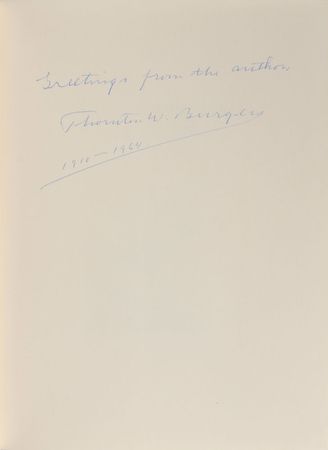 Greetings from the author
Thornton W. Burgess
1910 - 1964